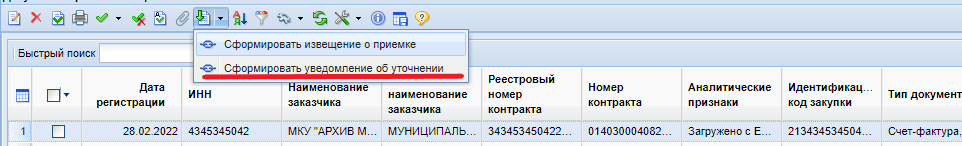 Быстрый поиск
Сформировать извещение о приемке
Сформировать уведомление об уточнении
Дата регистрации
ИНН
Наименование заказчика
наименование заказчика
Реестровый номер контракта
Номер контракта
Аналитические признаки
Идентификац... код закупки
Тип документ
1 28.02.2022 4345345042 МКУ "АРХИВ М... МУНИЦИПАЛЬ... 343453450422... 014030004082... Загружено с Е... 213434534504... Счет-фактура,